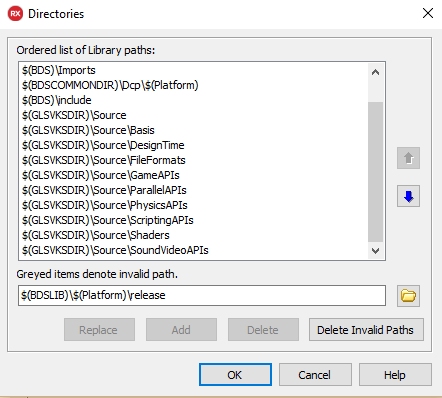 RX Directories
Ordered list of Library paths:
$(BDS)\Imports
$(BDSCOMMONDIR)\Dcp\$(Platform)
$(BDS)\include
$(GLSVKSDIR)\Source
$(GLSVKSDIR)\Source\Basis
$(GLSVKSDIR)\Source\DesignTime
$(GLSVKSDIR)\Source\FileFormats
$(GLSVKSDIR)\Source\GameAPIs
$(GLSVKSDIR)\Source\ParallelAPIs
$(GLSVKSDIR)\Source\PhysicsAPIs
$(GLSVKSDIR)\Source\ScriptingAPIs
$(GLSVKSDIR)\Source\Shaders
$(GLSVKSDIR)\Source\SoundVideoAPIs
Greyed items denote invalid path.
$(BDSLIB)\$(Platform)\release
Replace Add Delete Delete Invalid Paths
OK Cancel Help